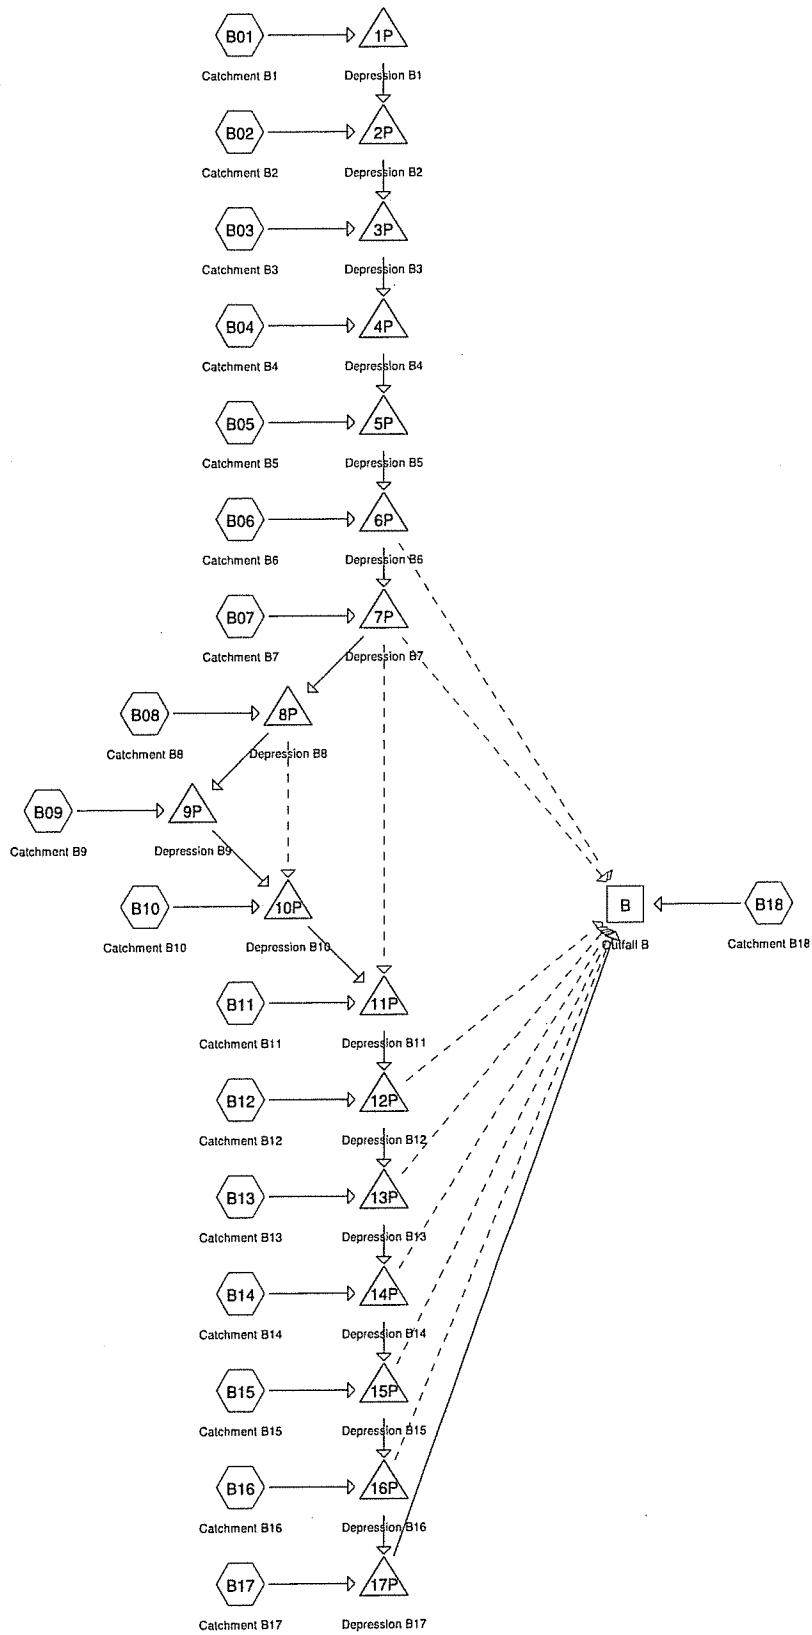 B01 1P
Catchment B1 Depression B1
B02 2P
Catchment B2 Depression B2
B03 3P
Catchment B3 Depression B3
B04 4P
Catchment B4 Depression B4
B05 5P
Catchment B5 Depression B5
B06 6P
Catchment B6 Depression B6
B07 7P
Catchment B7 Depression B7
B08 8P
Catchment B8 Depression B8
B09 9P
Catchment B9 Depression B9
B10 10P B B18
Catchment B10 Depression B10 Outfall B Catchment B18
B11 11P
Catchment B11 Depression B11
B12 12P
Catchment B12 Depression B12
B13 13P
Catchment B13 Depression B13
B14 14P
Catchment B14 Depression B14
B15 15P
Catchment B15 Depression B15
B16 16P
Catchment B16 Depression B16
B17 17P
Catchment B17 Depression B17